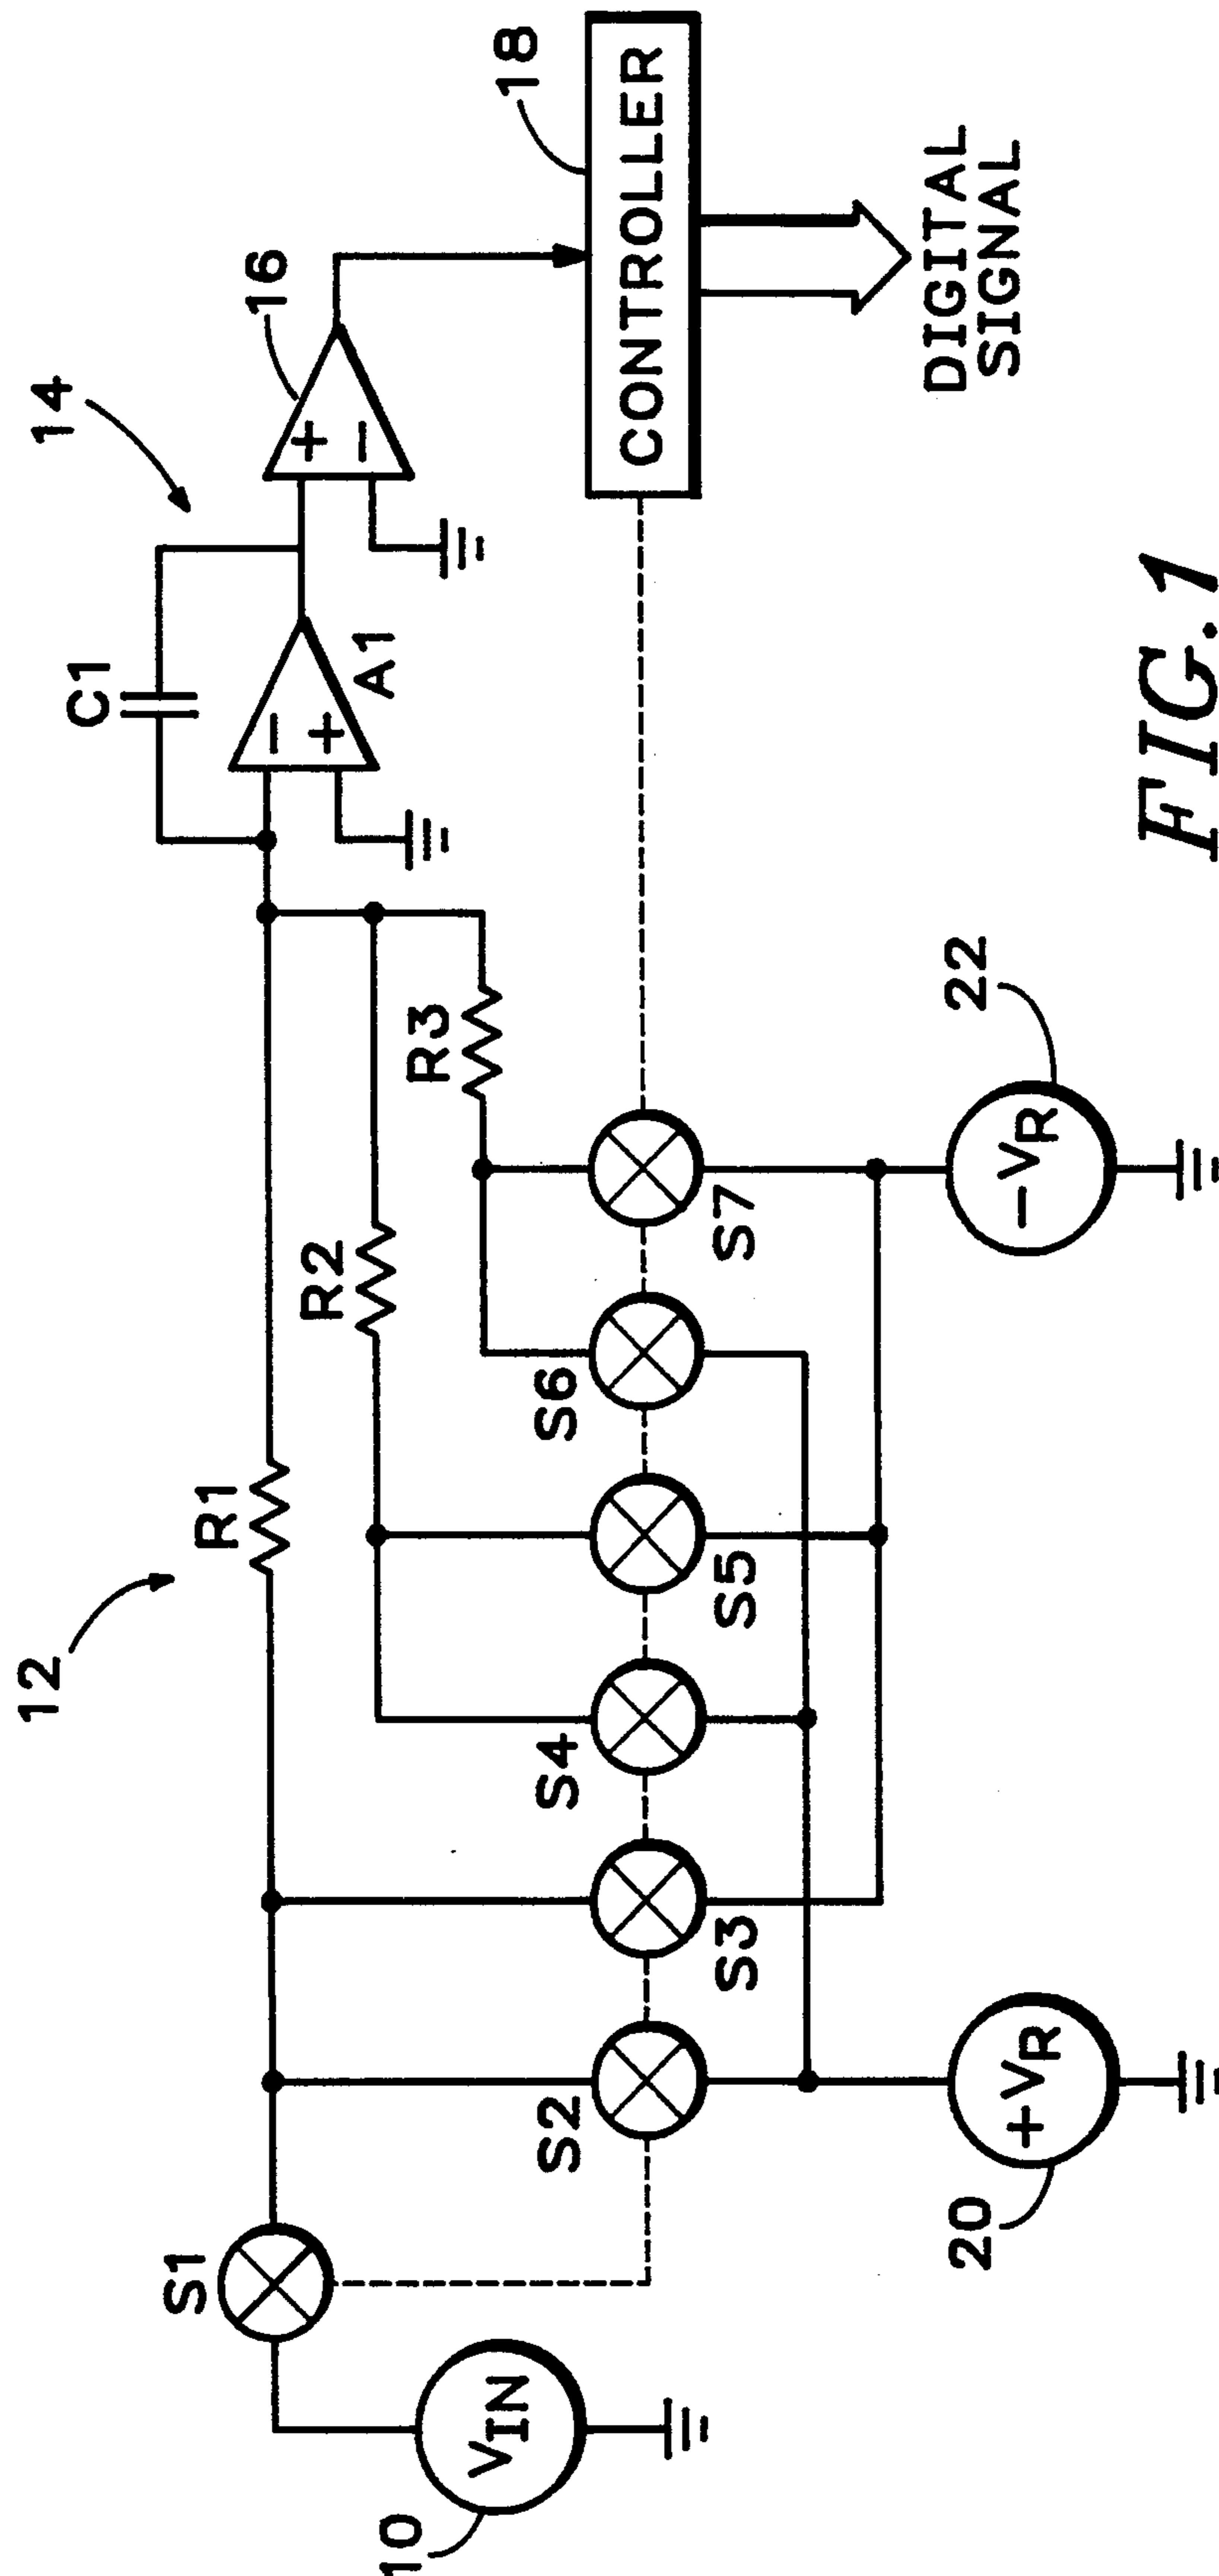 14
C1
16
18
12
R1
A1
+
−
−
+
CONTROLLER
S1
R2
R3
10
VIN
S2
S3
S4
S5
S6
S7
DIGITAL
SIGNAL
20
+VR
−VR
22
FIG.1